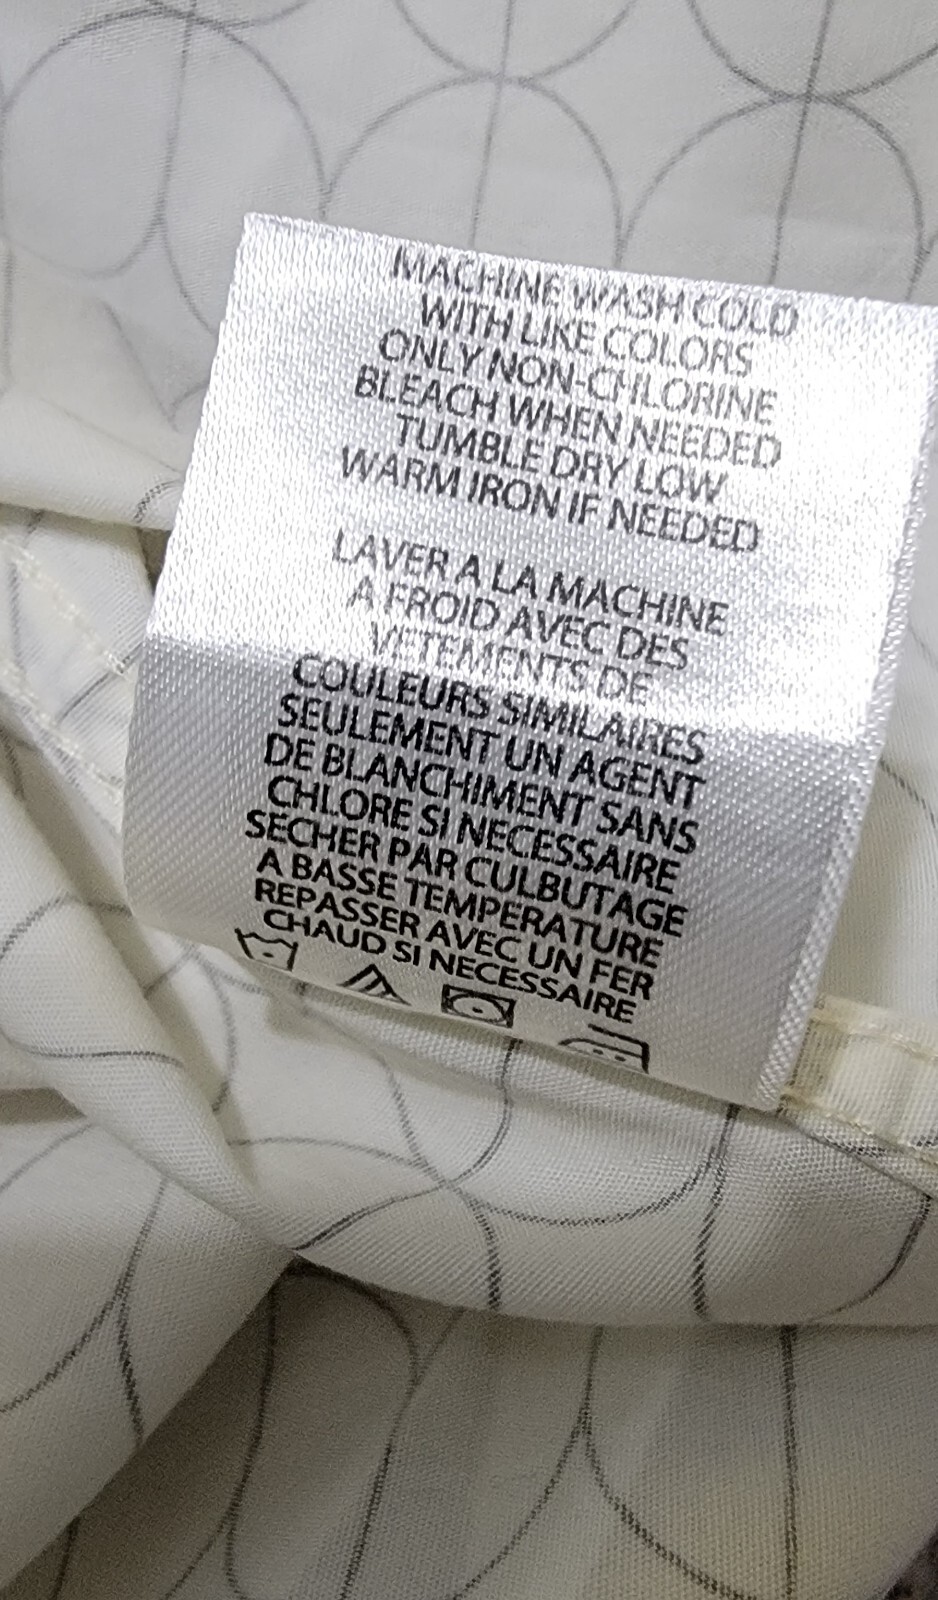 MACHINE WASH COLD
WITH LIKE COLORS
ONLY NON-CHLORINE
BLEACH WHEN NEEDED
TUMBLE DRY LOW
WARM IRON IF NEEDED
LAVER A LA MACHINE
A FROID AVEC DES
VETEMENTS DE
COULEURS SIMILAIRES
SEULEMENT UN AGENT
DE BLANCHIMENT SANS
CHLORE SI NECESSAIRE
SECHER PAR CULBUTAGE
A BASSE TEMPERATURE
REPASSER AVEC UN FER
CHAUD SI NECESSAIRE